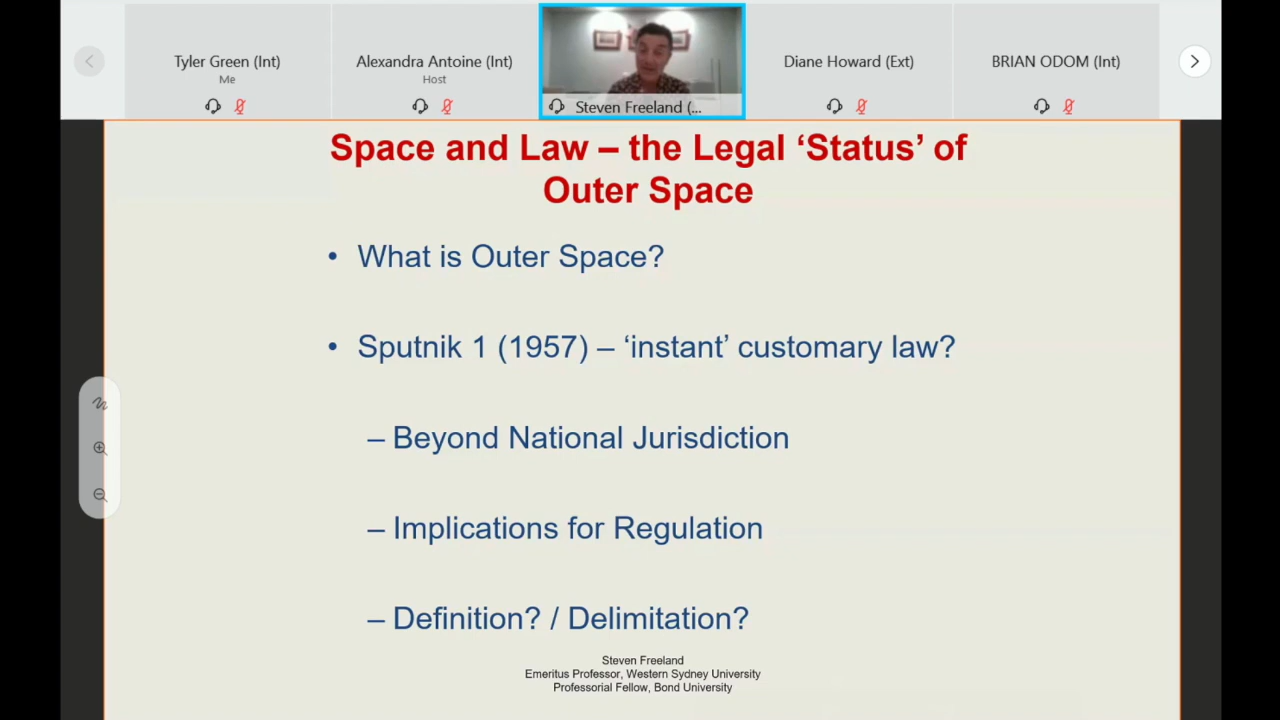 Tyler Green (Int)
Me
Alexandra Antoine (Int)
Host
Steven Freeland (...
Diane Howard (Ext)
BRIAN ODOM (Int)
Space and Law – the Legal ‘Status’ of
Outer Space
• What is Outer Space?
• Sputnik 1 (1957) – ‘instant’ customary law?
– Beyond National Jurisdiction
– Implications for Regulation
– Definition? / Delimitation?
Steven Freeland
Emeritus Professor, Western Sydney University
Professorial Fellow, Bond University